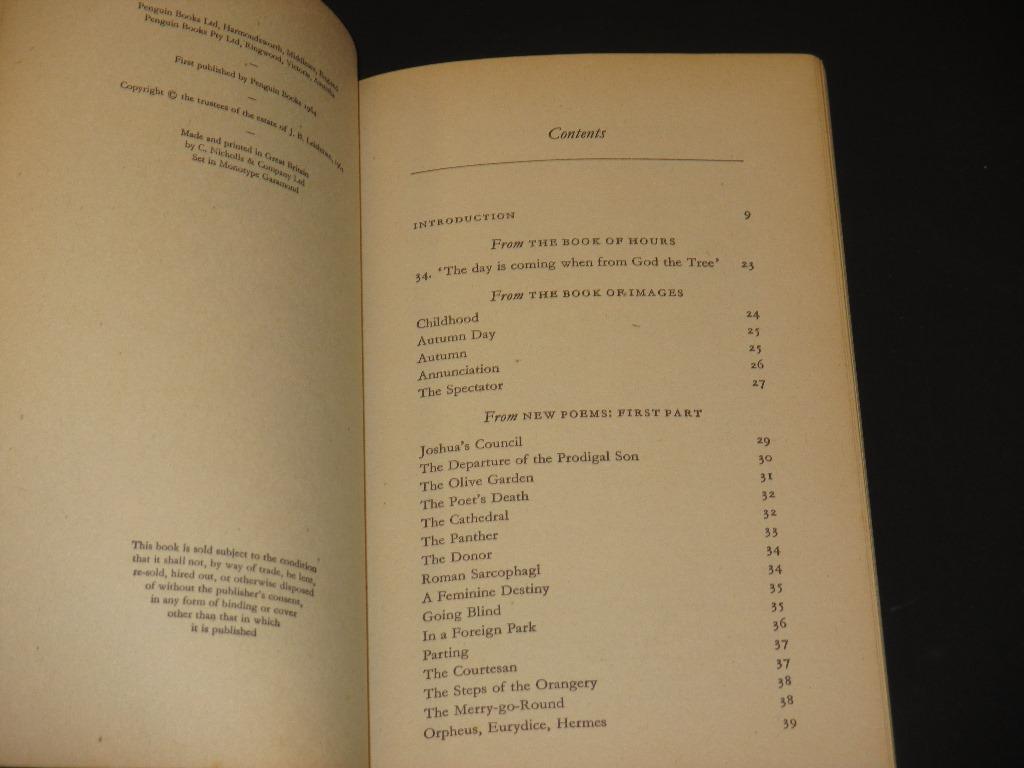 Penguin Books Ltd, Harmondsworth, Middlesex, England
Penguin Books Pty Ltd, Ringwood, Victoria, Australia
—
First published by Penguin Books 1964
—
Copyright © the trustees of the estate of J. B. Leishman, 1964
—
Made and printed in Great Britain
by C. Nicholls & Company Ltd
Set in Monotype Garamond
This book is sold subject to the condition
that it shall not, by way of trade, be lent,
re-sold, hired out, or otherwise disposed
of without the publisher's consent,
in any form of binding or cover
other than that in which
it is published
Contents
INTRODUCTION 9
From THE BOOK OF HOURS
34. 'The day is coming when from God the Tree' 23
From THE BOOK OF IMAGES
Childhood 24
Autumn Day 25
Autumn 25
Annunciation 26
The Spectator 27
From NEW POEMS: FIRST PART
Joshua's Council 29
The Departure of the Prodigal Son 30
The Olive Garden 31
The Poet's Death 32
The Cathedral 32
The Panther 33
The Donor 34
Roman Sarcophagi 34
A Feminine Destiny 35
Going Blind 35
In a Foreign Park 36
Parting 37
The Courtesan 37
The Steps of the Orangery 38
The Merry-go-Round 38
Orpheus, Eurydice, Hermes 39